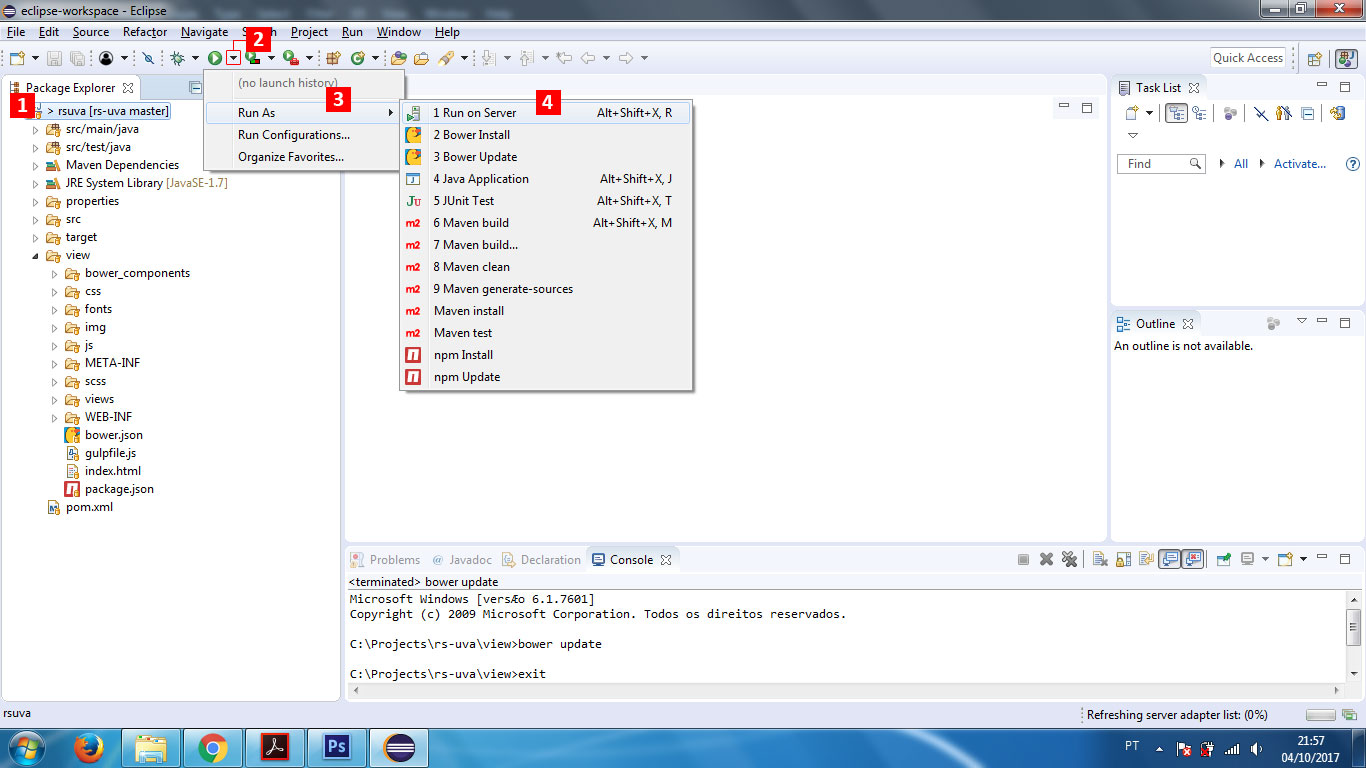 eclipse-workspace - Eclipse
File Edit Source Refactor Navigate Project Run Window Help
2
Quick Access
Package Explorer
1
> rsuva [rs-uva master]
src/main/java
src/test/java
Maven Dependencies
JRE System Library [JavaSE-1.7]
properties
src
target
view
bower_components
css
fonts
img
js
META-INF
scss
views
WEB-INF
bower.json
gulpfile.js
index.html
package.json
pom.xml
(no launch history)
3
Run As
Run Configurations...
Organize Favorites...
4
1 Run on Server Alt+Shift+X, R
2 Bower Install
3 Bower Update
4 Java Application Alt+Shift+X, J
5 JUnit Test Alt+Shift+X, T
6 Maven build Alt+Shift+X, M
7 Maven build...
8 Maven clean
9 Maven generate-sources
Maven install
Maven test
npm Install
npm Update
Task List
Find All Activate...
Outline
An outline is not available.
Problems @ Javadoc Declaration Console
<terminated> bower update
Microsoft Windows [versÆo 6.1.7601]
Copyright (c) 2009 Microsoft Corporation. Todos os direitos reservados.
C:\Projects\rs-uva\view>bower update
C:\Projects\rs-uva\view>exit
rsuva
Refreshing server adapter list: (0%)
Ps
PT
21:57
04/10/2017